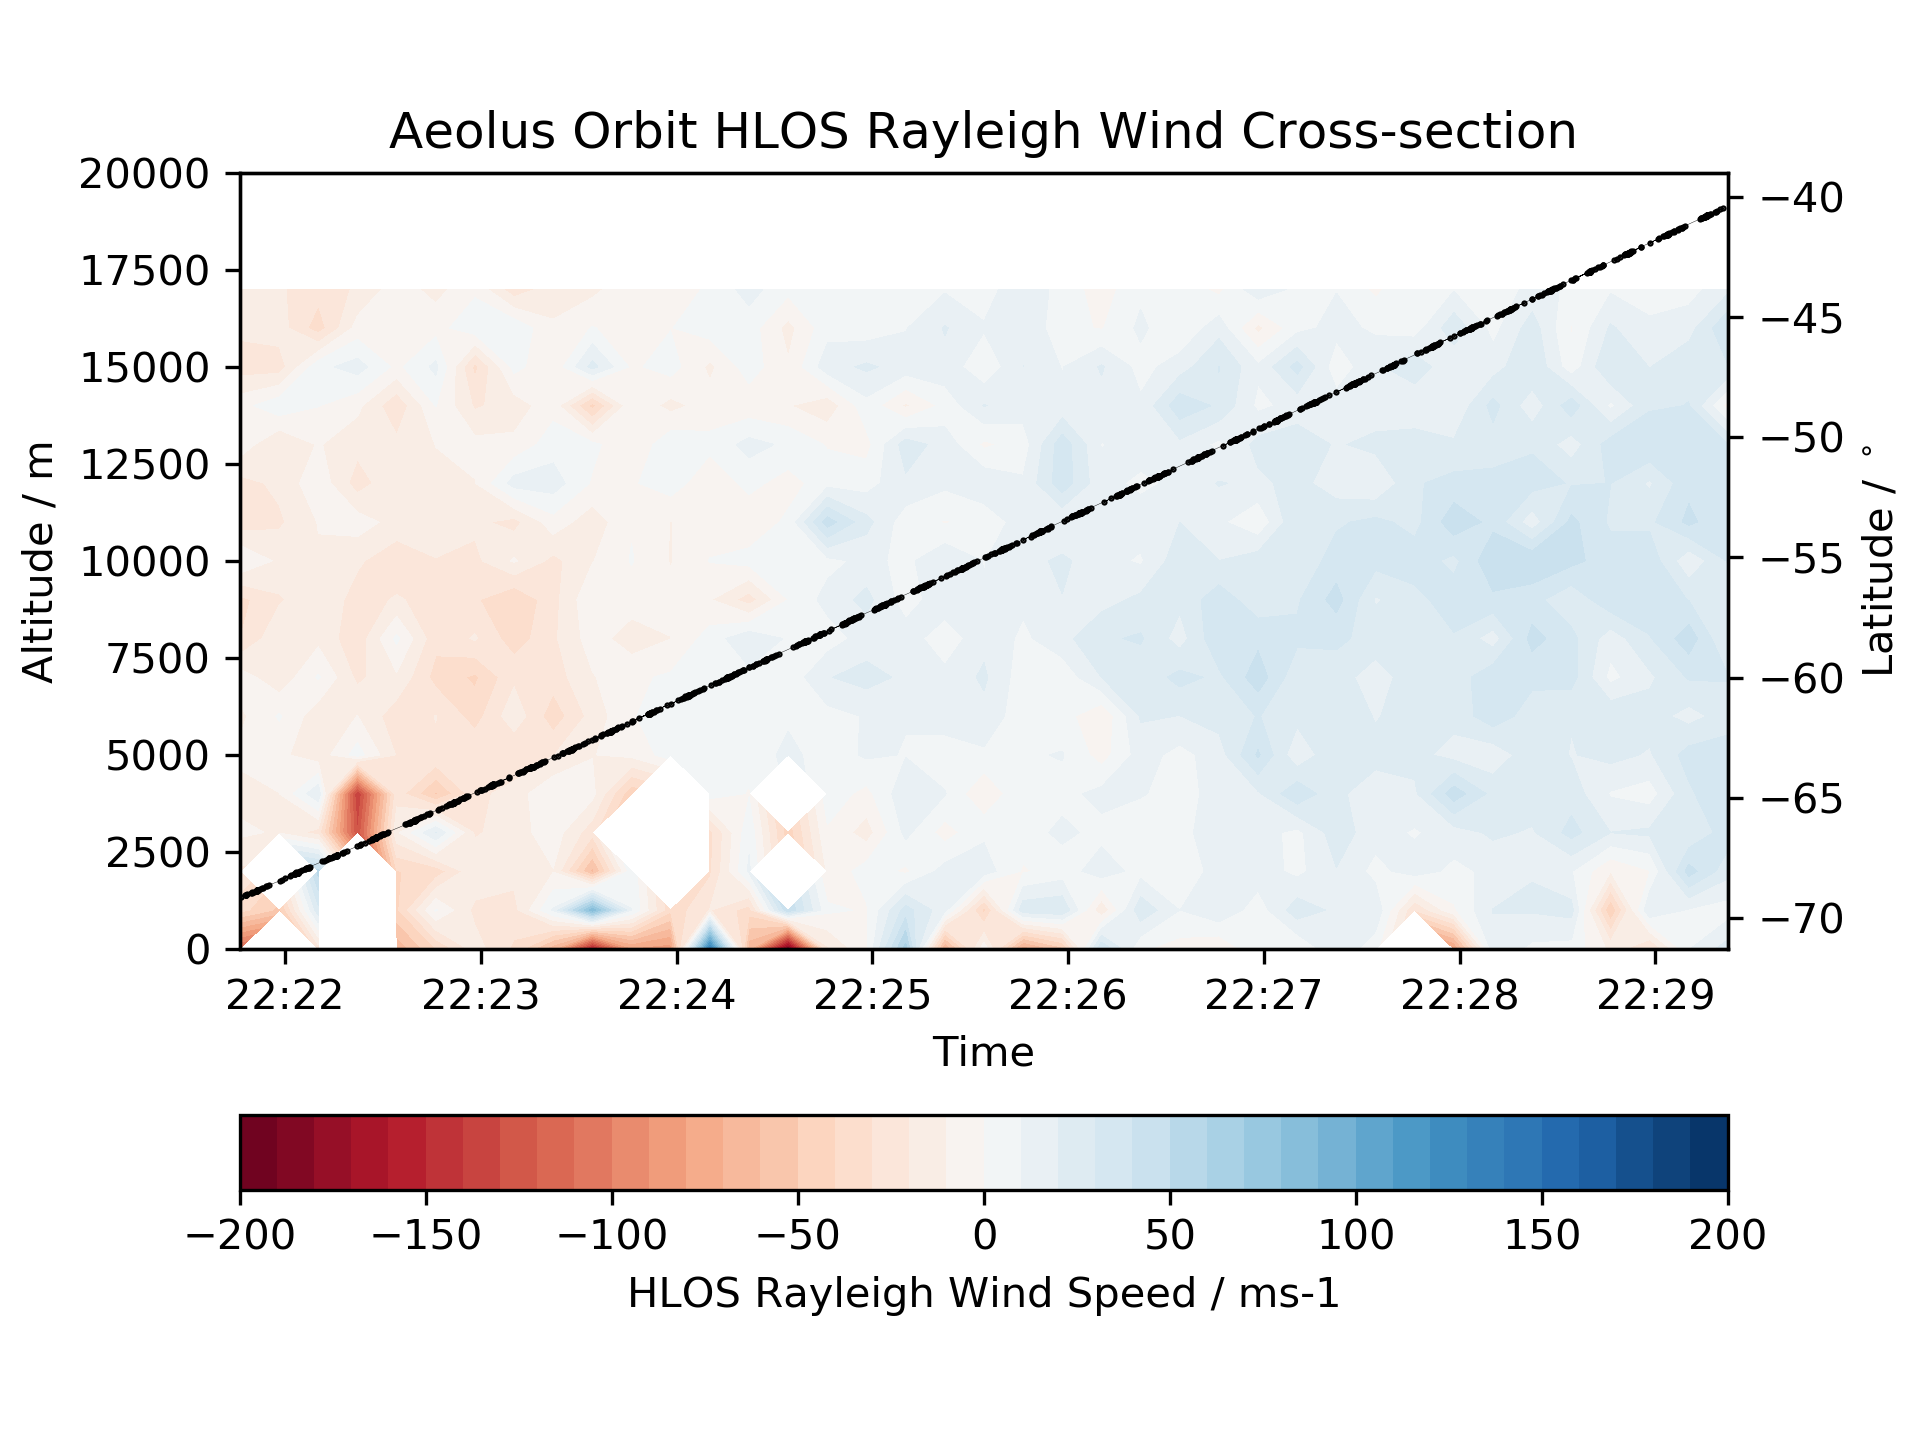 Aeolus Orbit HLOS Rayleigh Wind Cross-section
20000
17500
15000
12500
10000
7500
5000
2500
0
Altitude / m
−40
−45
−50
−55
−60
−65
−70
Latitude / °
22:22 22:23 22:24 22:25 22:26 22:27 22:28 22:29
Time
−200 −150 −100 −50 0 50 100 150 200
HLOS Rayleigh Wind Speed / ms-1